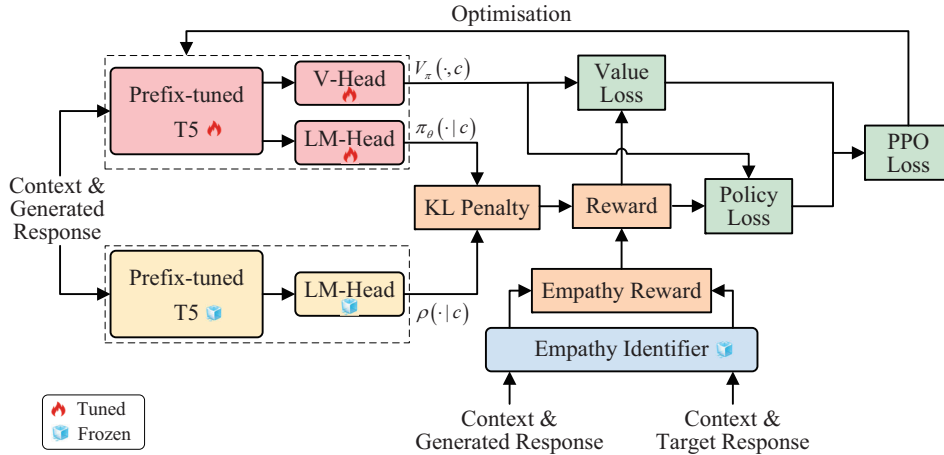 Optimisation
Prefix-tuned
T5
V-Head
LM-Head
V_π(·,c)
π_θ(·|c)
Value
Loss
PPO
Loss
Context &
Generated
Response
KL Penalty
Reward
Policy
Loss
Prefix-tuned
T5
LM-Head
ρ(·|c)
Empathy Reward
Empathy Identifier
Context &
Generated Response
Context &
Target Response
Tuned
Frozen